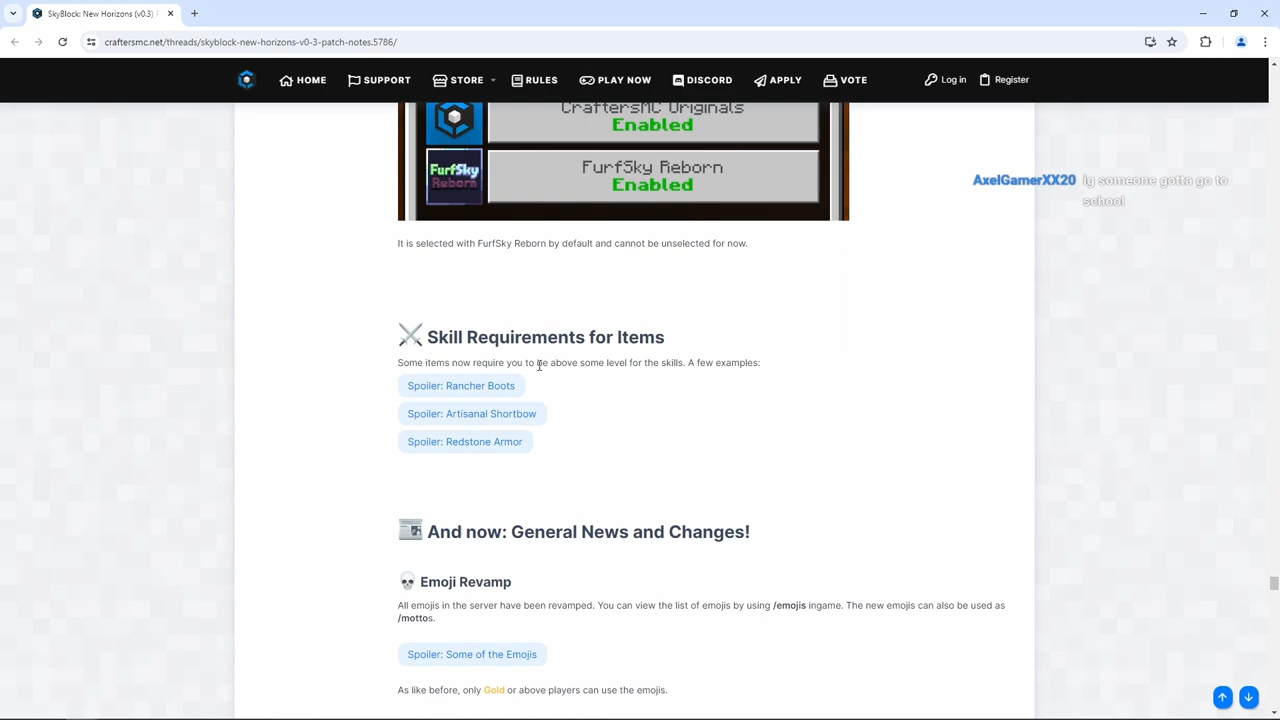 SkyBlock: New Horizons (v0.3)
craftersmc.net/threads/skyblock-new-horizons-v0-3-patch-notes.5786/
HOME SUPPORT STORE RULES PLAY NOW DISCORD APPLY VOTE Log in Register
CraftersMC Originals
Enabled
FurfSky
Reborn
FurfSky Reborn
Enabled
AxelGamerXX20 ig someone gotta go to
school
It is selected with FurfSky Reborn by default and cannot be unselected for now.
Skill Requirements for Items
Some items now require you to be above some level for the skills. A few examples:
Spoiler: Rancher Boots
Spoiler: Artisanal Shortbow
Spoiler: Redstone Armor
And now: General News and Changes!
Emoji Revamp
All emojis in the server have been revamped. You can view the list of emojis by using /emojis ingame. The new emojis can also be used as
/mottos.
Spoiler: Some of the Emojis
As like before, only Gold or above players can use the emojis.